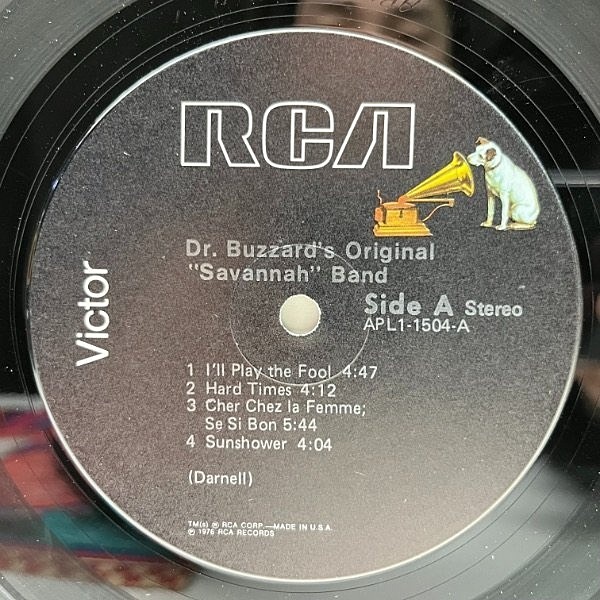 RCA
Victor
Dr. Buzzard's Original
"Savannah" Band
Side A Stereo
APL1-1504-A
1 I'll Play the Fool 4:47
2 Hard Times 4:12
3 Cher Chez la Femme;
Se Si Bon 5:44
4 Sunshower 4:04
(Darnell)
TM(s) ® RCA CORP.—MADE IN U.S.A.
℗ 1976 RCA RECORDS